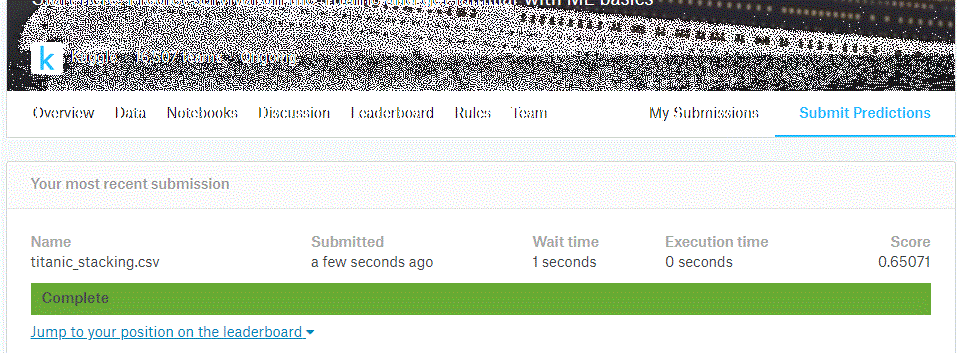 with ML basics
k
Overview Data Notebooks Discussion Leaderboard Rules Team My Submissions Submit Predictions
Your most recent submission
Name Submitted Wait time Execution time Score
titanic_stacking.csv a few seconds ago 1 seconds 0 seconds 0.65071
Complete
Jump to your position on the leaderboard